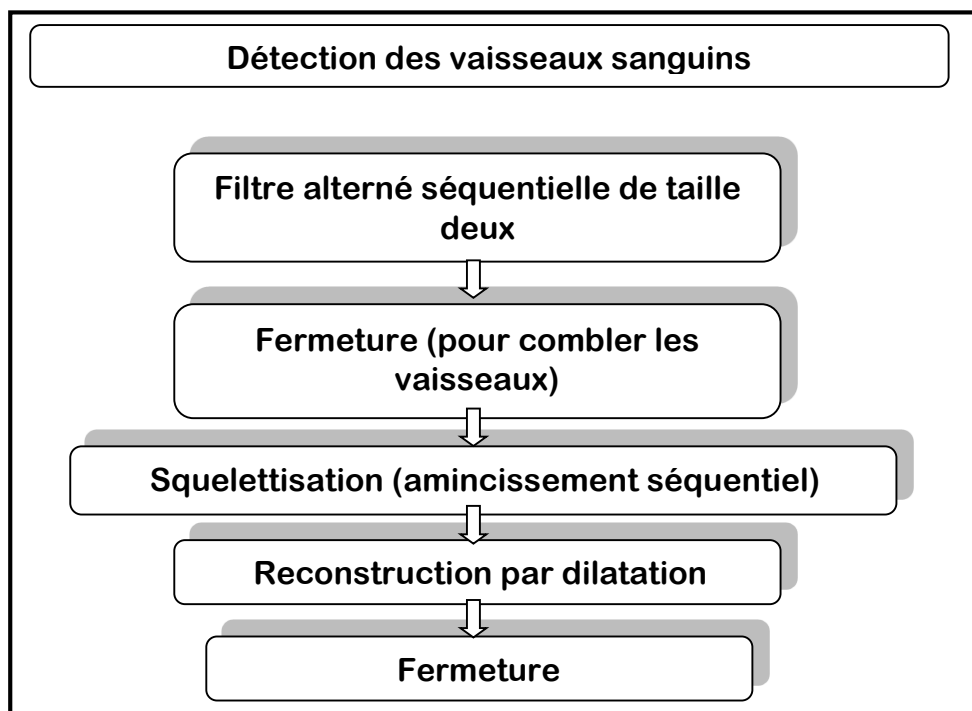 Détection des vaisseaux sanguins
Filtre alterné séquentielle de taille
deux
Fermeture (pour combler les
vaisseaux)
Squelettisation (amincissement séquentiel)
Reconstruction par dilatation
Fermeture